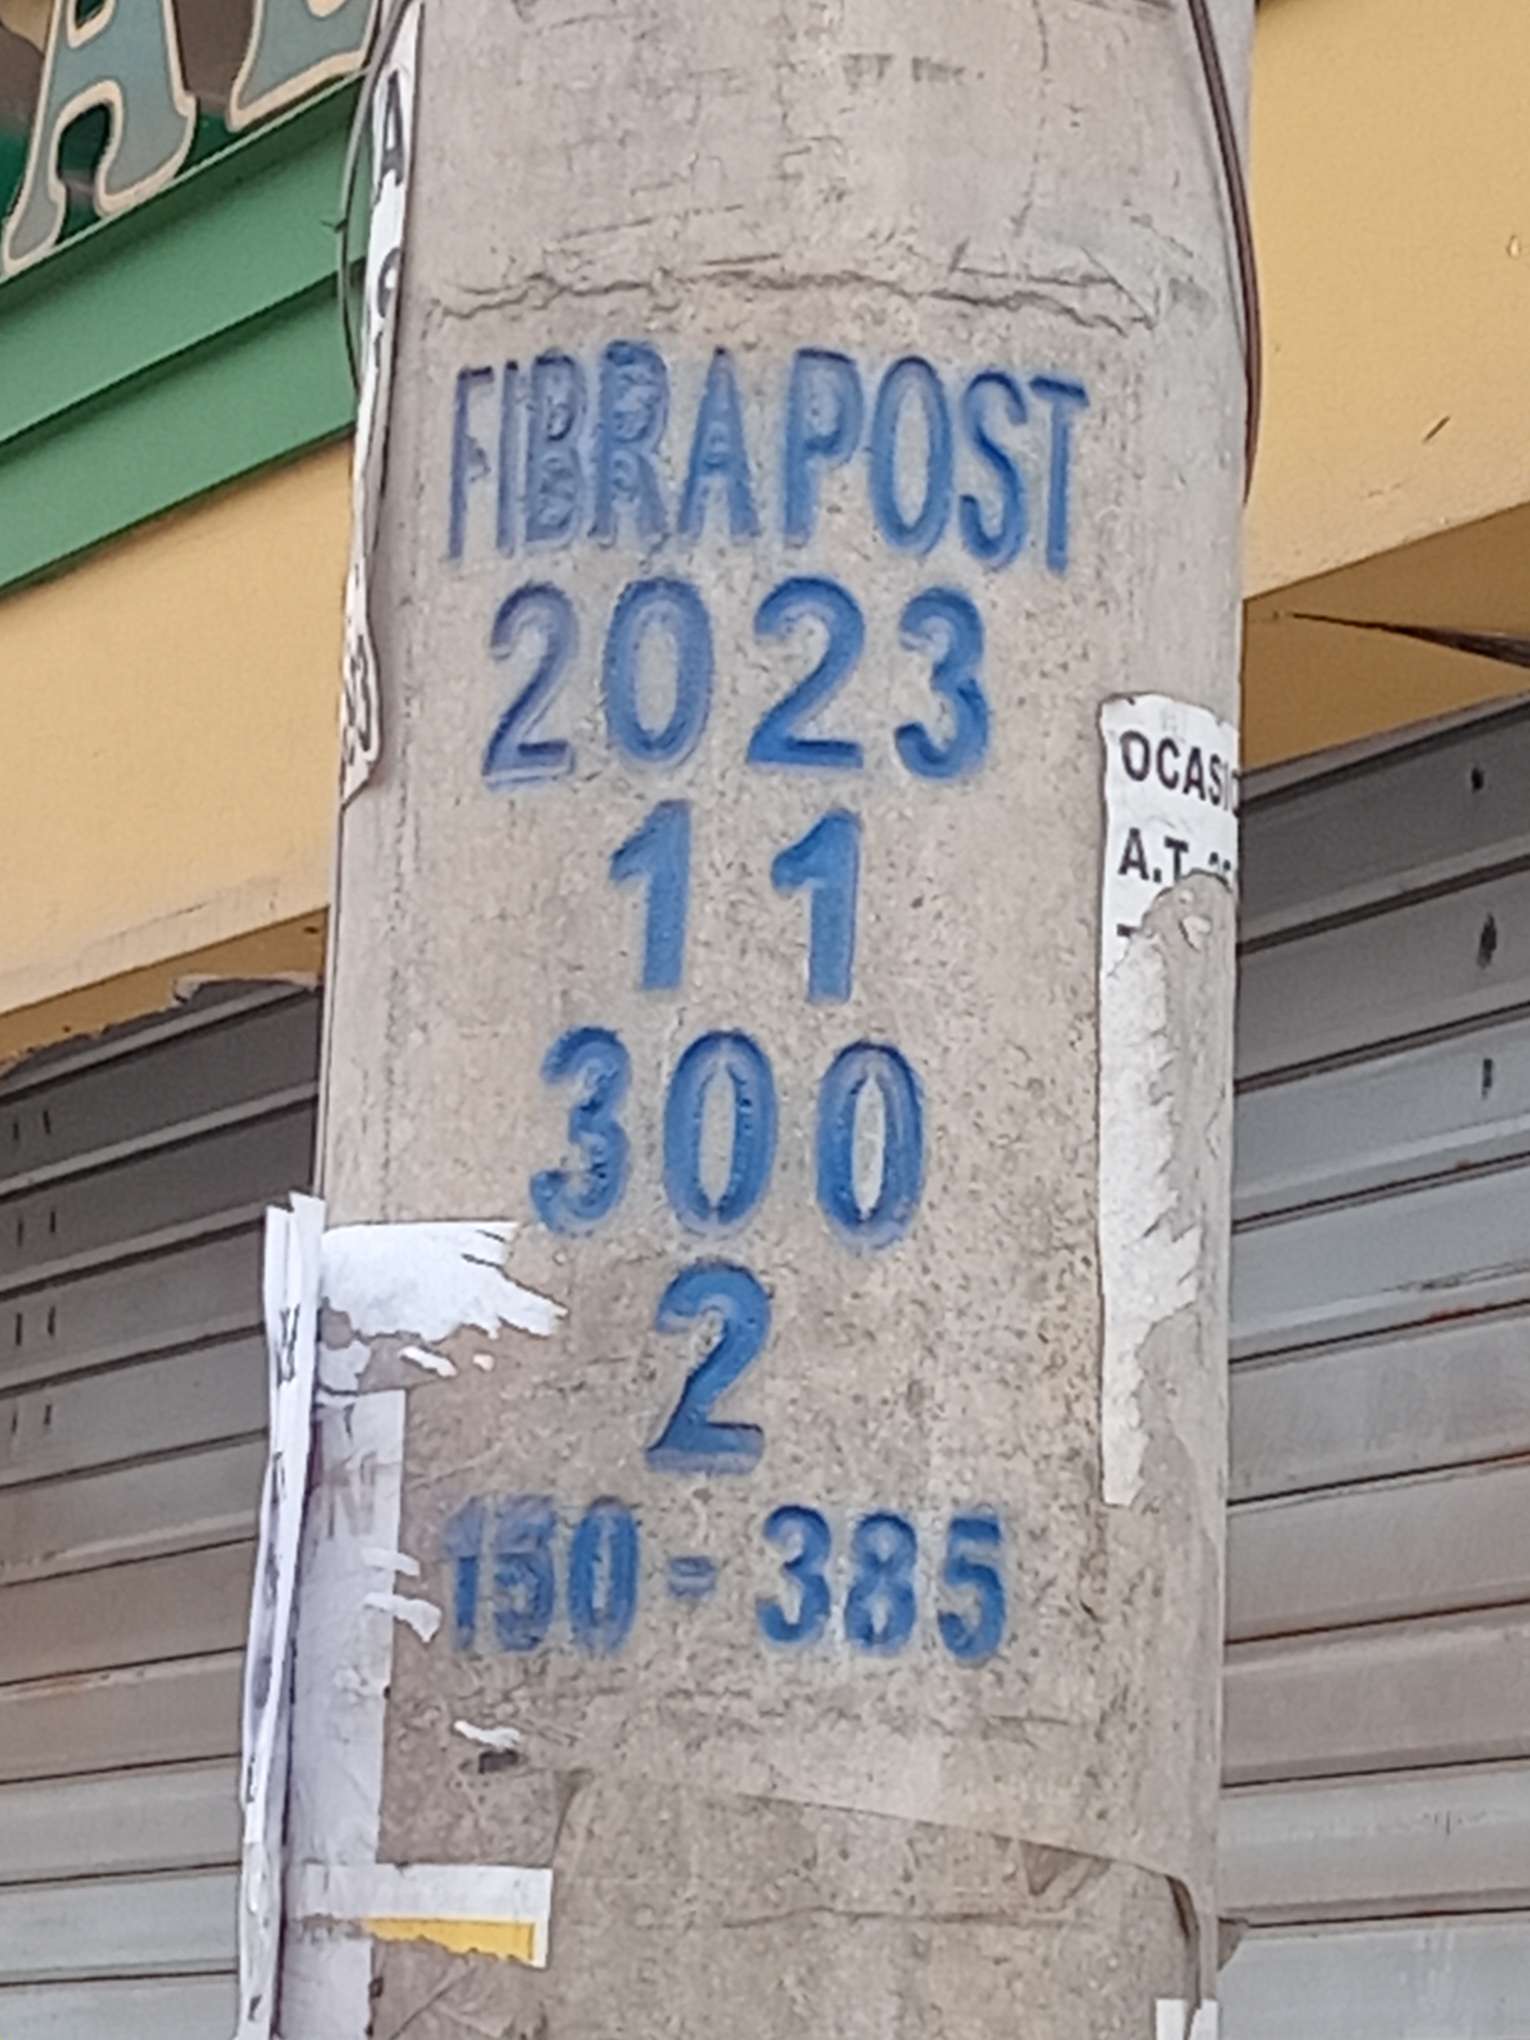 FIBRAPOST
2023
11
300
2
150-385
OCASI
A.T.